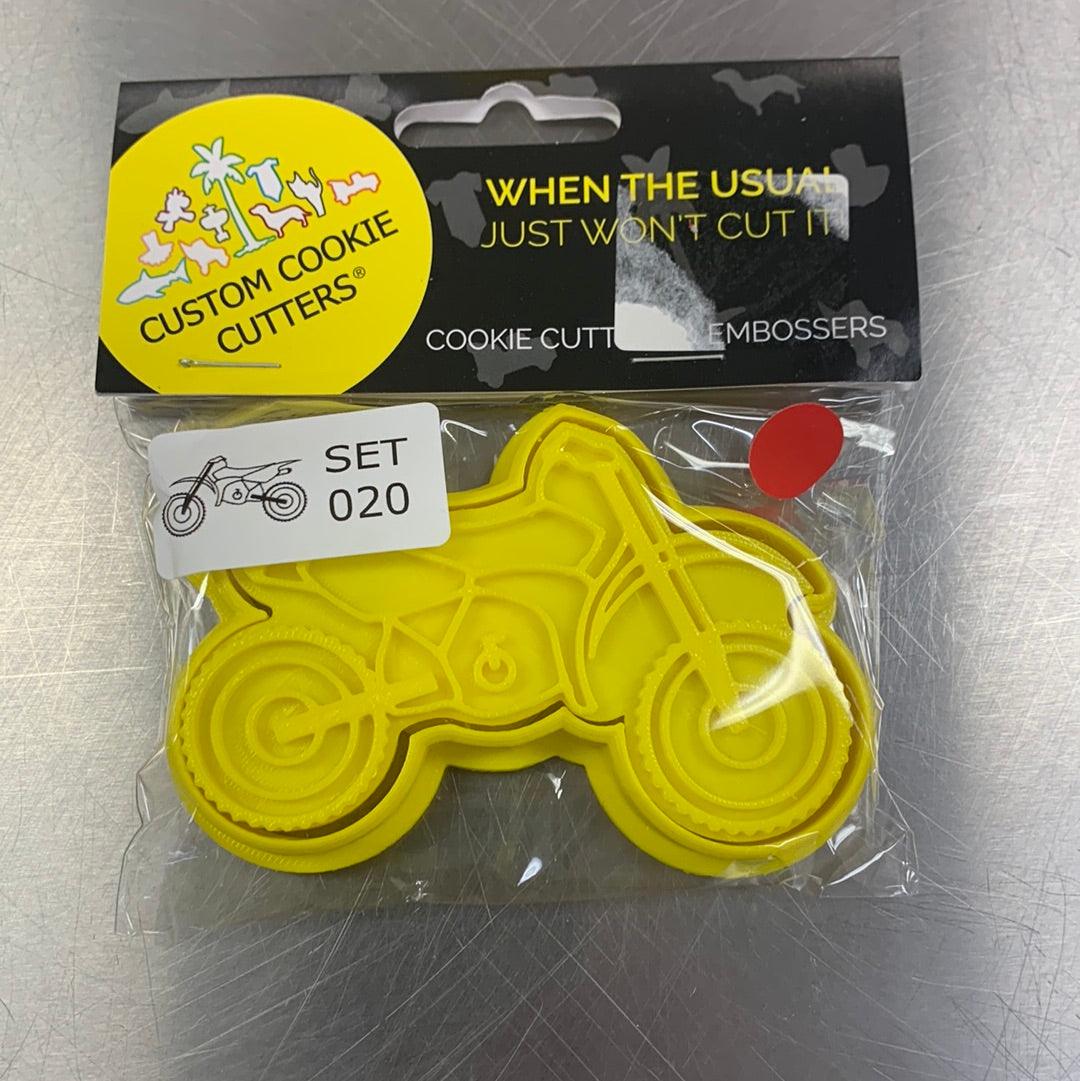 CUSTOM COOKIE
CUTTERS®
WHEN THE USUAL
JUST WON'T CUT IT
COOKIE CUTT
EMBOSSERS
SET
020